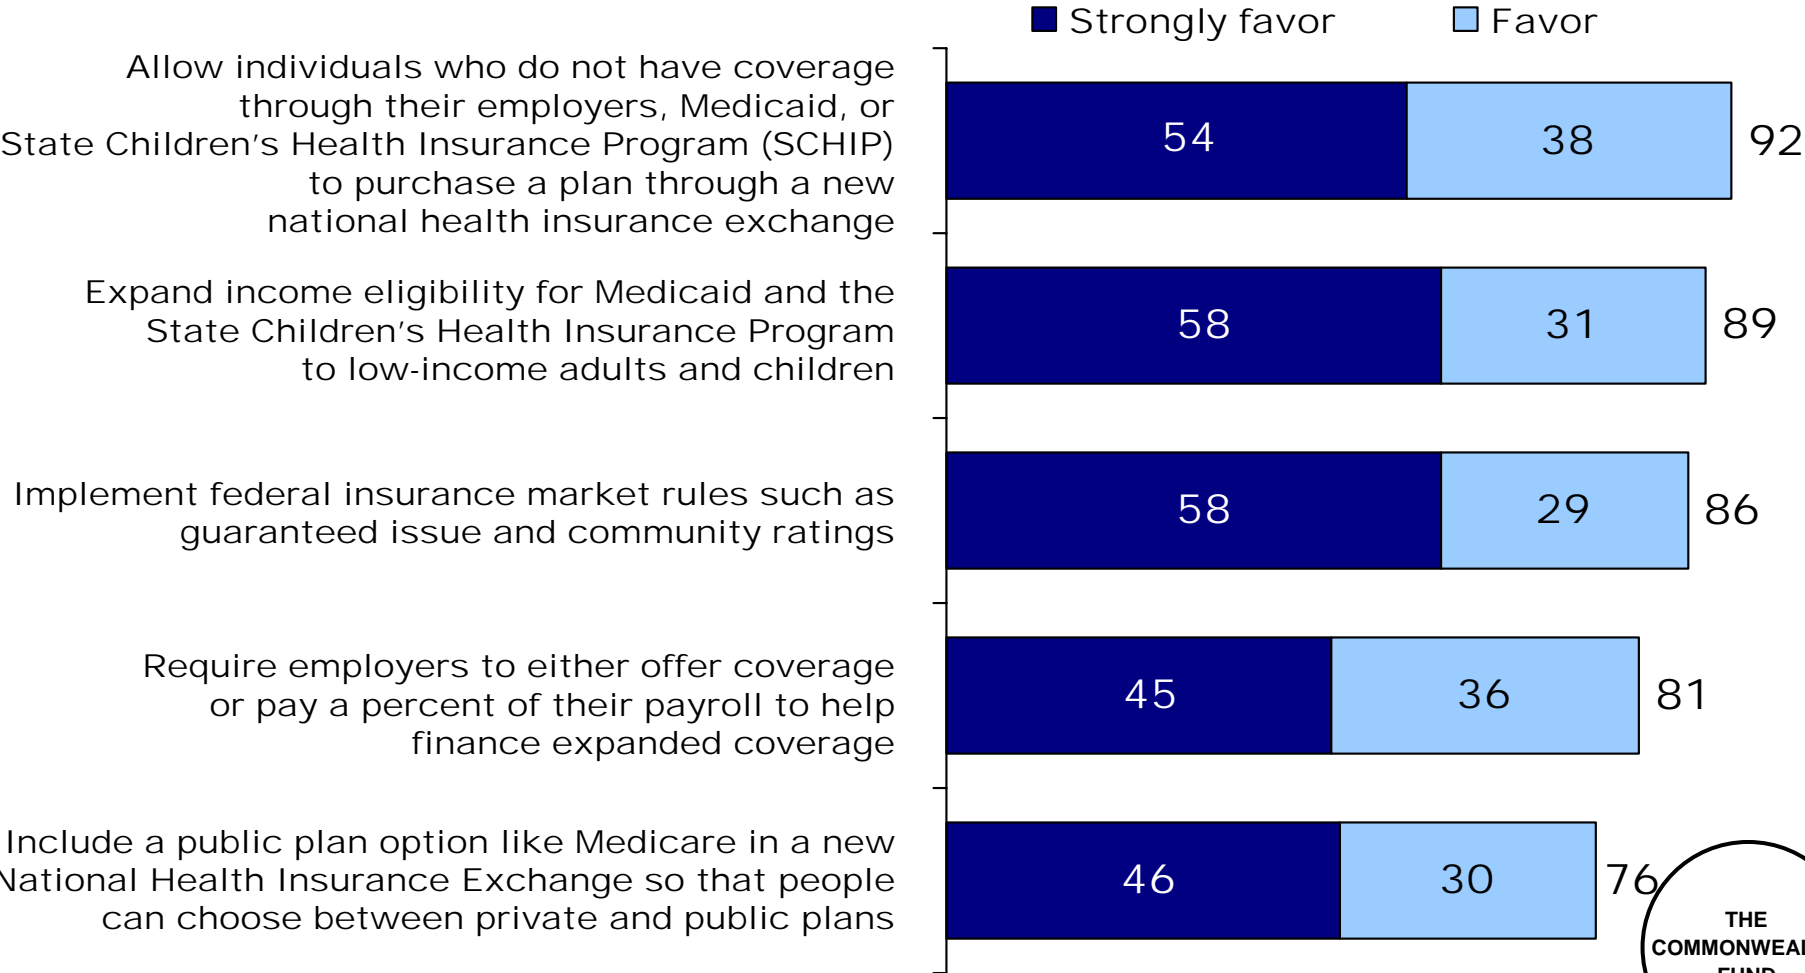 Strongly favor Favor
Allow individuals who do not have coverage
through their employers, Medicaid, or
State Children's Health Insurance Program (SCHIP)
to purchase a plan through a new
national health insurance exchange
54 38 92
Expand income eligibility for Medicaid and the
State Children's Health Insurance Program
to low-income adults and children
58 31 89
Implement federal insurance market rules such as
guaranteed issue and community ratings
58 29 86
Require employers to either offer coverage
or pay a percent of their payroll to help
finance expanded coverage
45 36 81
Include a public plan option like Medicare in a new
National Health Insurance Exchange so that people
can choose between private and public plans
46 30 76
THE
COMMONWEAL
FUND